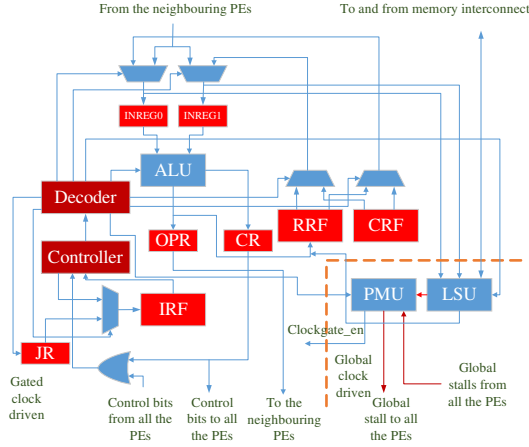 From the neighbouring PEs
To and from memory interconnect
INREG0
INREG1
ALU
Decoder
OPR
CR
RRF
CRF
Controller
IRF
PMU
LSU
JR
Clockgate_en
Gated
clock
driven
Global
clock
driven
Control bits
from all the
PEs
Control
bits to all
the PEs
To the
neighbouring
PEs
Global
stall to all
the PEs
Global
stalls from
all the PEs